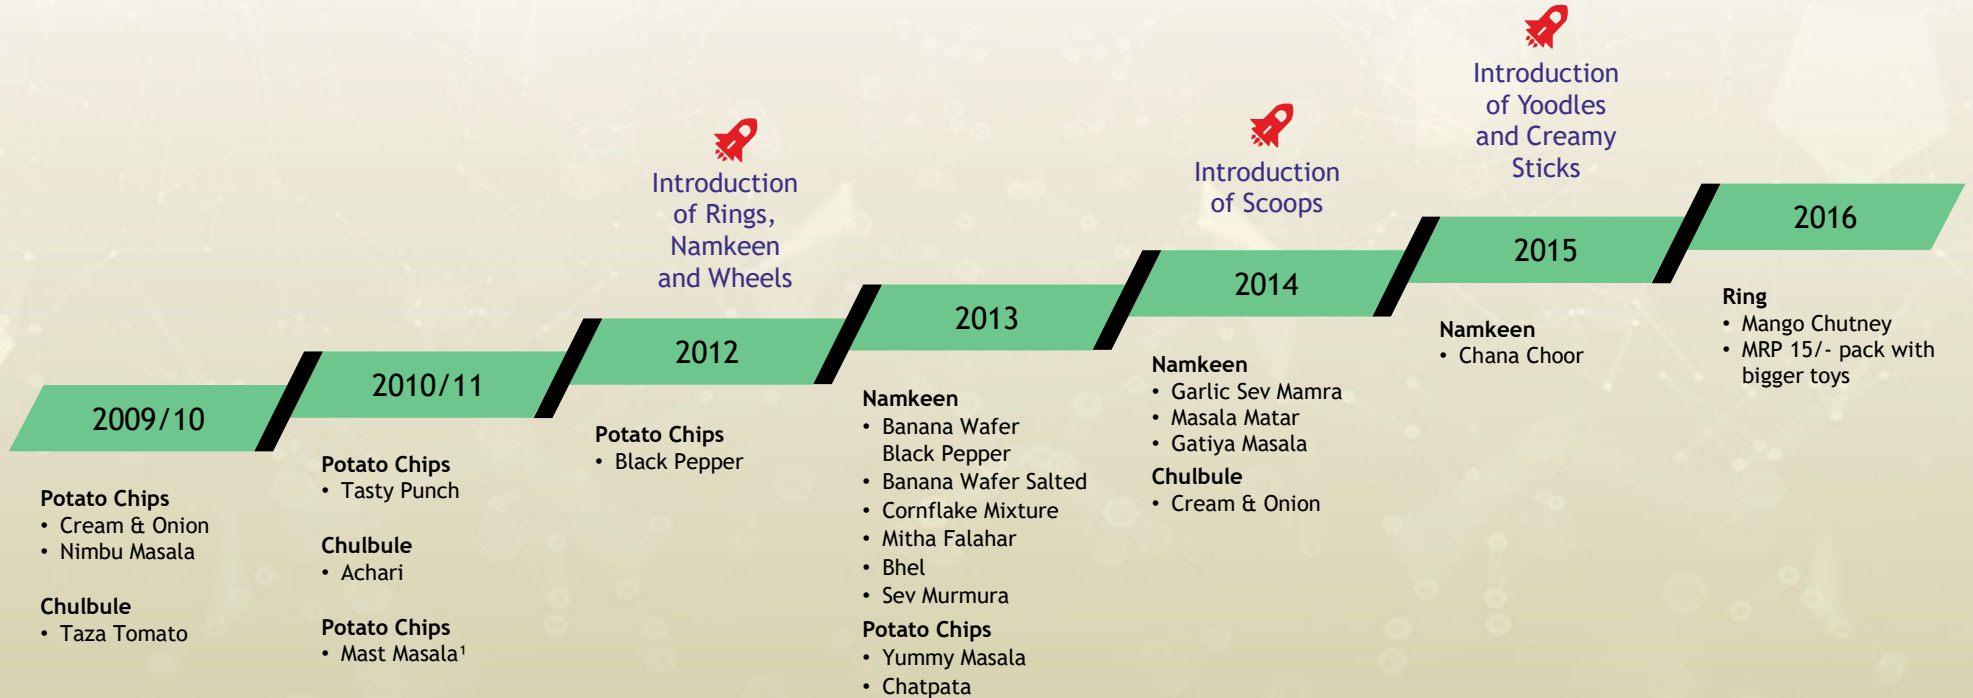 2009/10
Potato Chips
• Cream & Onion
• Nimbu Masala
Chulbule
• Taza Tomato
2010/11
Potato Chips
• Tasty Punch
Chulbule
• Achari
Potato Chips
• Mast Masala¹
Introduction
of Rings,
Namkeen
and Wheels
2012
Potato Chips
• Black Pepper
2013
Namkeen
• Banana Wafer
Black Pepper
• Banana Wafer Salted
• Cornflake Mixture
• Mitha Falahar
• Bhel
• Sev Murmura
Potato Chips
• Yummy Masala
• Chatpata
Introduction
of Scoops
2014
Namkeen
• Garlic Sev Mamra
• Masala Matar
• Gatiya Masala
Chulbule
• Cream & Onion
Introduction
of Yoodles
and Creamy
Sticks
2015
Namkeen
• Chana Choor
2016
Ring
• Mango Chutney
• MRP 15/- pack with
bigger toys